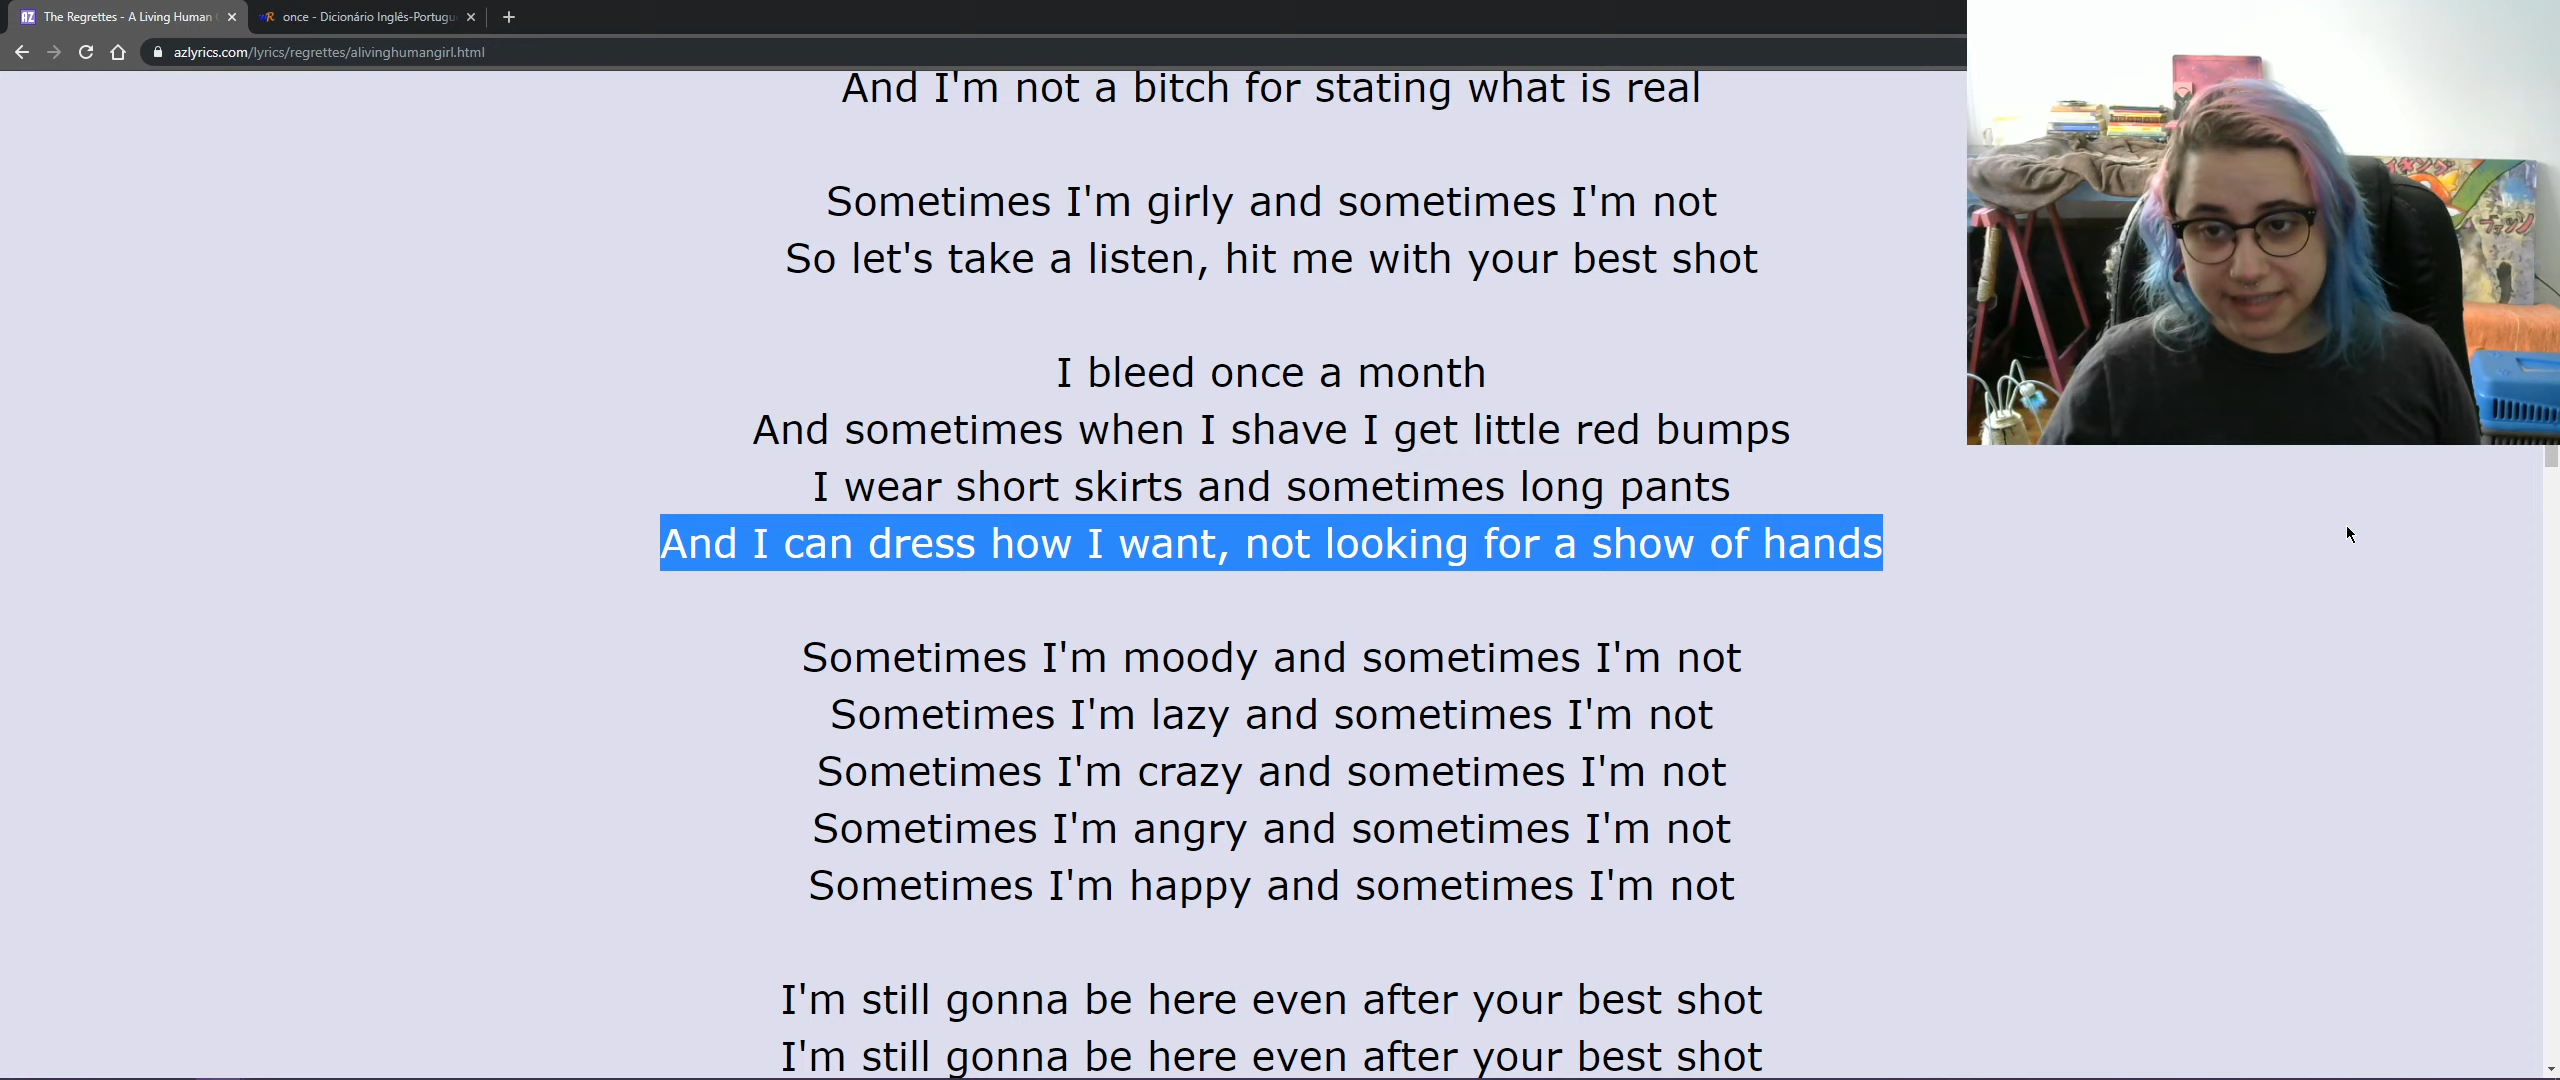 The Regrettes - A Living Human
once - Dicionário Inglês-Portugu
azlyrics.com/lyrics/regrettes/alivinghumangirl.html
And I'm not a bitch for stating what is real
Sometimes I'm girly and sometimes I'm not
So let's take a listen, hit me with your best shot
I bleed once a month
And sometimes when I shave I get little red bumps
I wear short skirts and sometimes long pants
And I can dress how I want, not looking for a show of hands
Sometimes I'm moody and sometimes I'm not
Sometimes I'm lazy and sometimes I'm not
Sometimes I'm crazy and sometimes I'm not
Sometimes I'm angry and sometimes I'm not
Sometimes I'm happy and sometimes I'm not
I'm still gonna be here even after your best shot
I'm still gonna be here even after your best shot